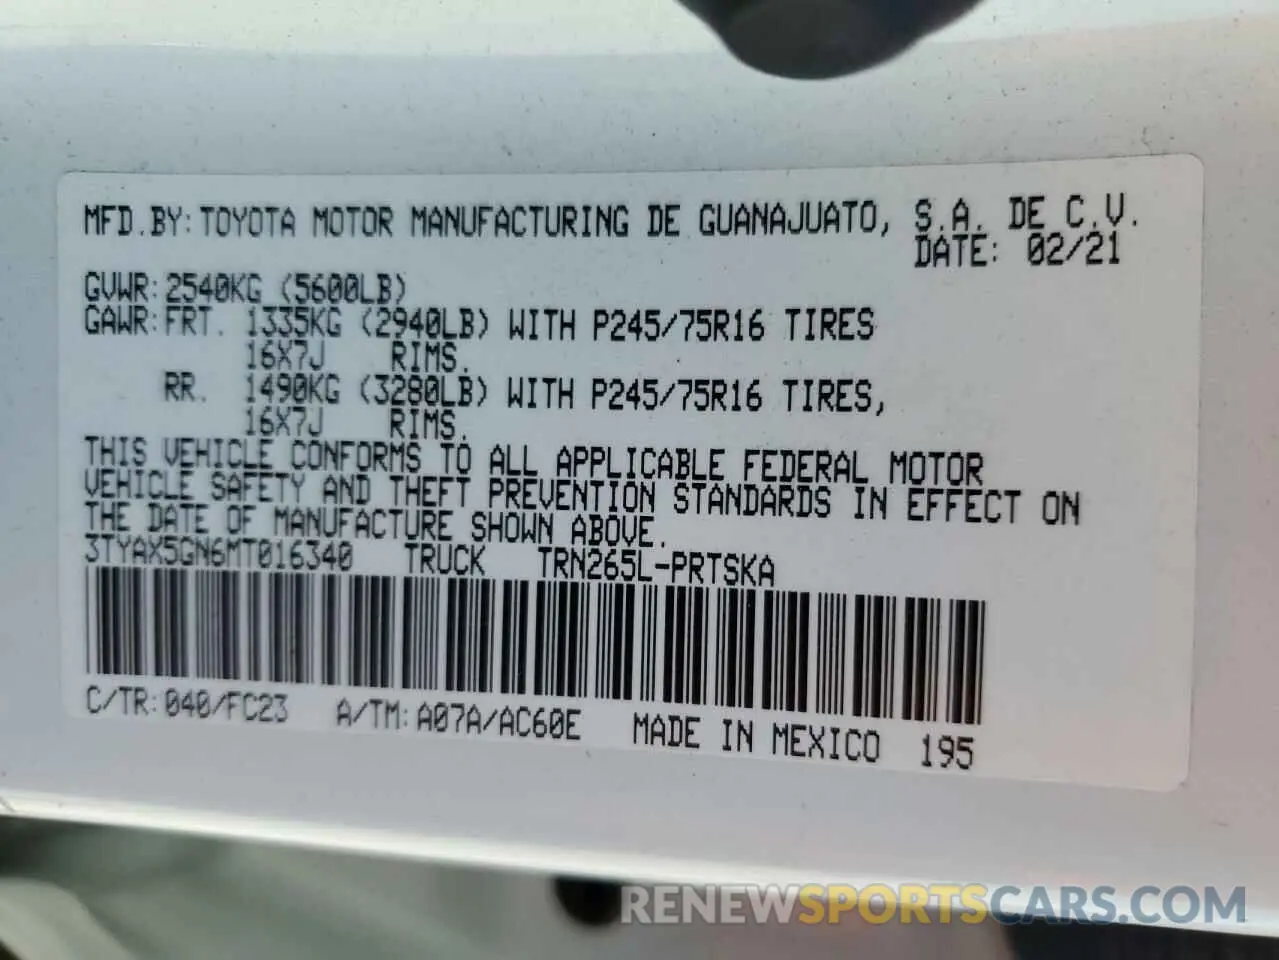 MFD.BY:TOYOTA MOTOR MANUFACTURING DE GUANAJUATO, S.A. DE C.V.
DATE: 02/21
GVWR:2540KG (5600LB)
GAWR:FRT. 1335KG (2940LB) WITH P245/75R16 TIRES
16X7J RIMS.
RR. 1490KG (3280LB) WITH P245/75R16 TIRES,
16X7J RIMS.
THIS VEHICLE CONFORMS TO ALL APPLICABLE FEDERAL MOTOR
VEHICLE SAFETY AND THEFT PREVENTION STANDARDS IN EFFECT ON
THE DATE OF MANUFACTURE SHOWN ABOVE.
3TYAX5GN6MT016340 TRUCK TRN265L-PRTSKA
C/TR:040/FC23 A/TM:A07A/AC60E MADE IN MEXICO 195
RENEWSPORTSCARS.COM